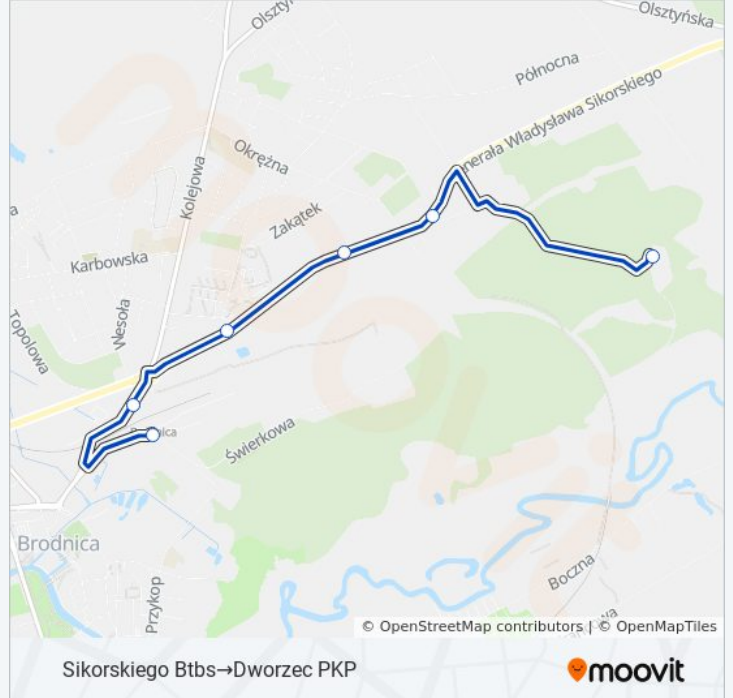 Olsztyńska
Północna
Generała Władysława Sikorskiego
Okrężna
Kolejowa
Zakątek
Karbowska
Wesoła
Topolowa
Świerkowa
Brodnica
Boczna
Przykop
© OpenStreetMap contributors | © OpenMapTiles
Sikorskiego Btbs→Dworzec PKP
moovit